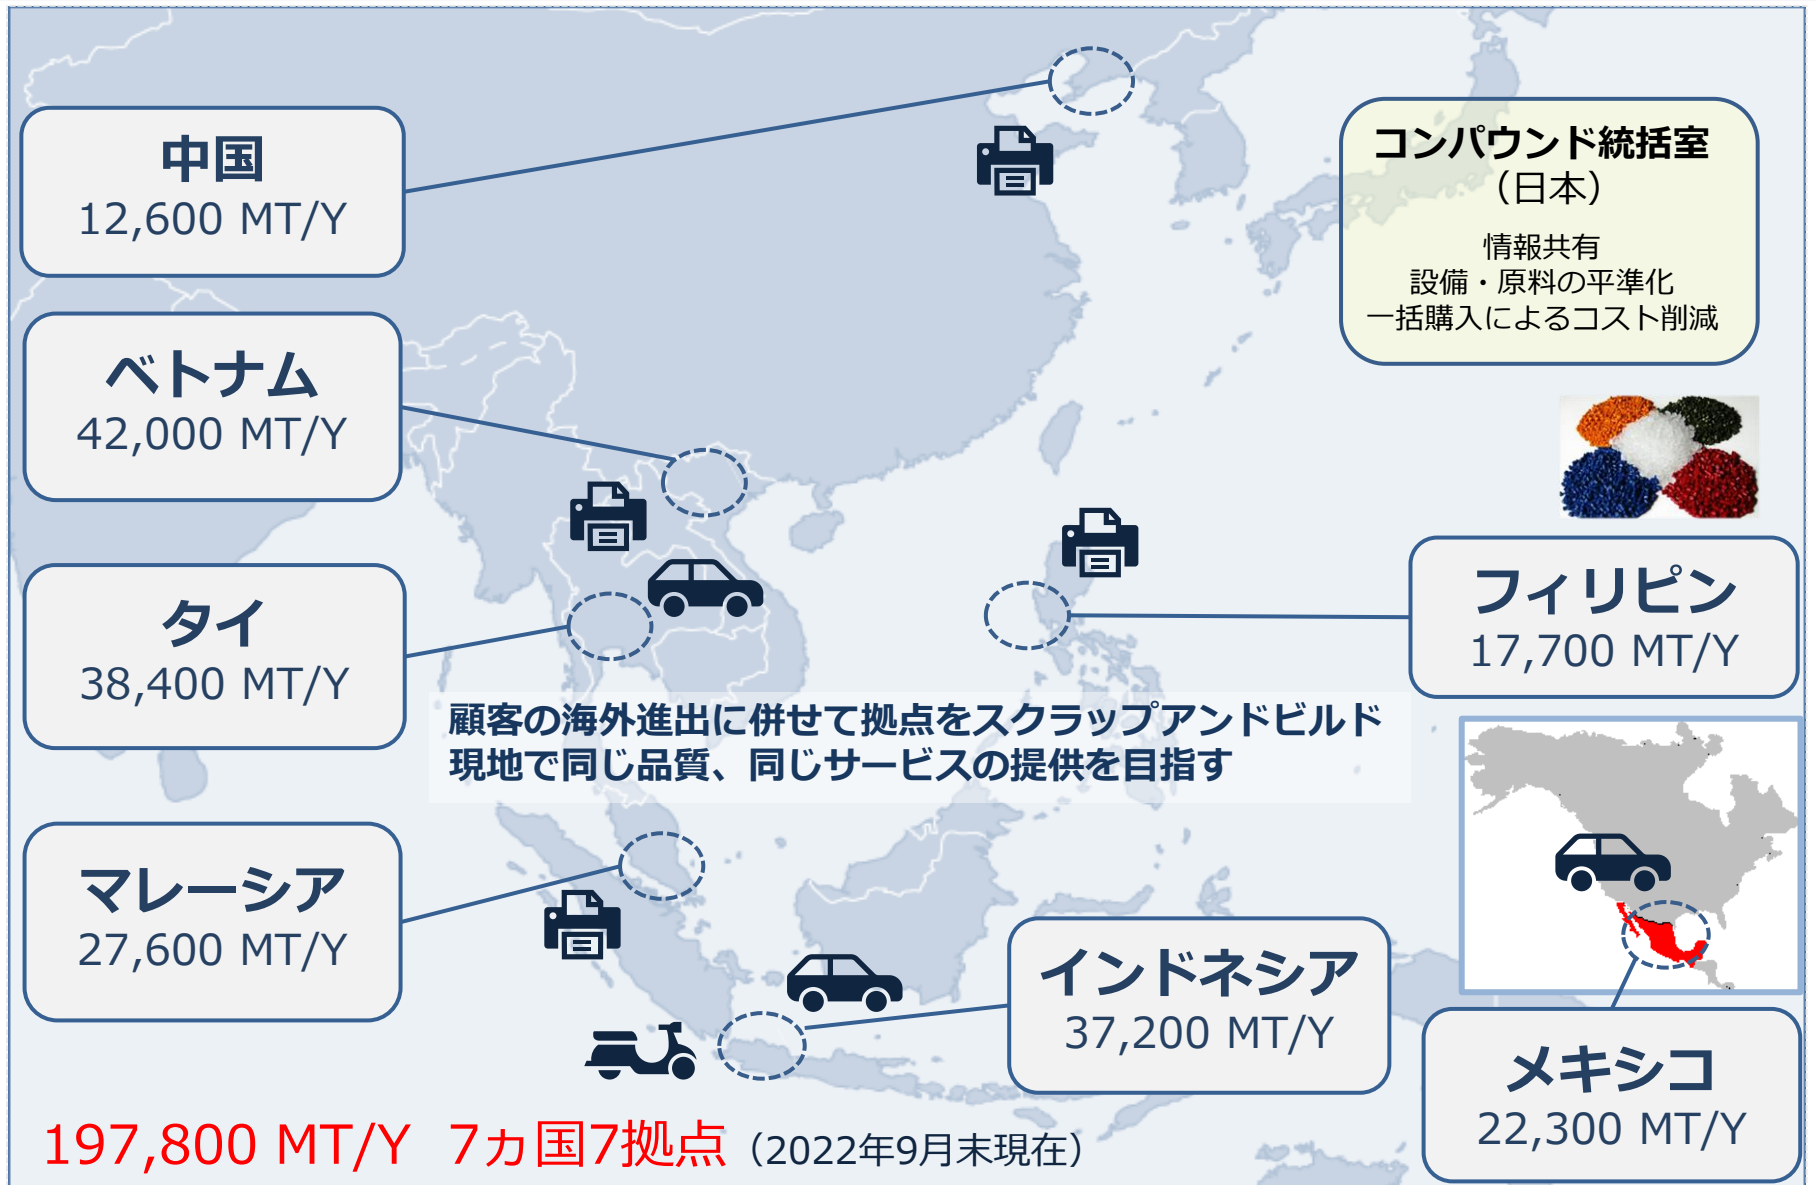 中国
12,600 MT/Y
コンパウンド統括室
（日本）
情報共有
設備・原料の平準化
一括購入によるコスト削減
ベトナム
42,000 MT/Y
タイ
38,400 MT/Y
フィリピン
17,700 MT/Y
顧客の海外進出に併せて拠点をスクラップアンドビルド
現地で同じ品質、同じサービスの提供を目指す
マレーシア
27,600 MT/Y
インドネシア
37,200 MT/Y
メキシコ
22,300 MT/Y
197,800 MT/Y 7ヵ国7拠点（2022年9月末現在）